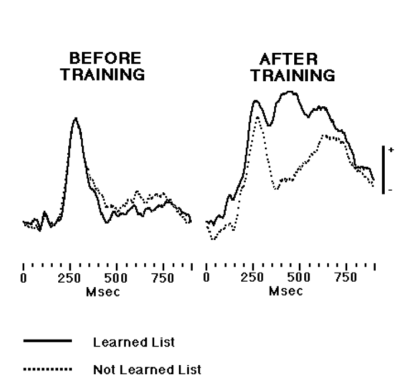 BEFORE
TRAINING
AFTER
TRAINING
+
-
0 250 500 750
Msec
0 250 500 750
Msec
Learned List
Not Learned List